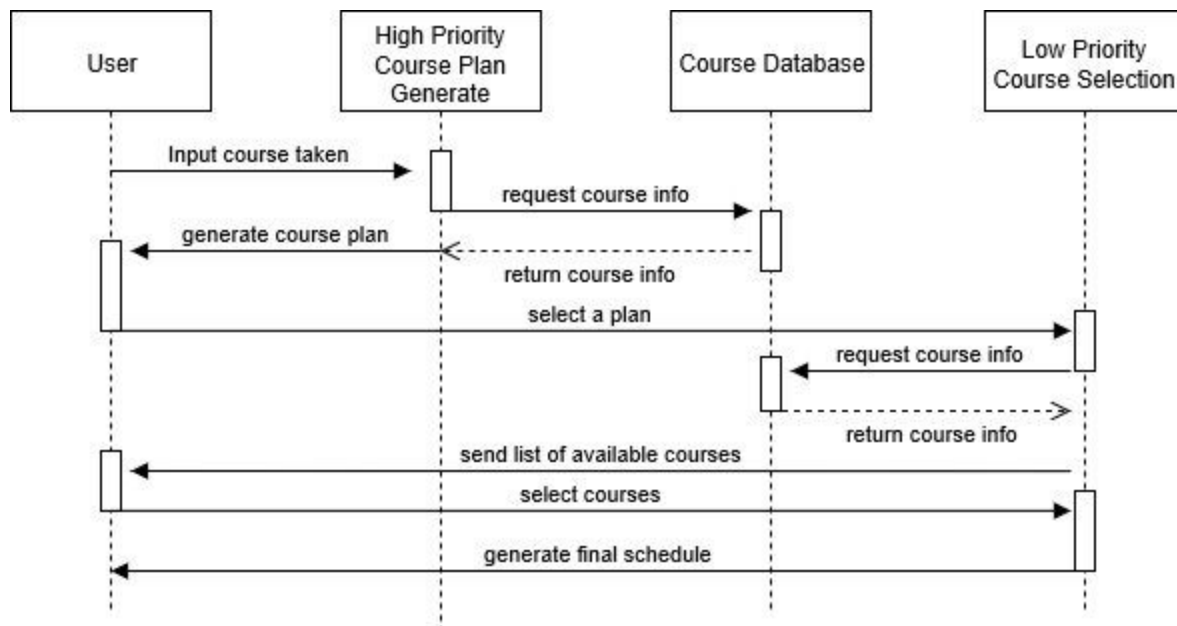 User
High Priority
Course Plan
Generate
Course Database
Low Priority
Course Selection
Input course taken
request course info
generate course plan
return course info
select a plan
request course info
return course info
send list of available courses
select courses
generate final schedule